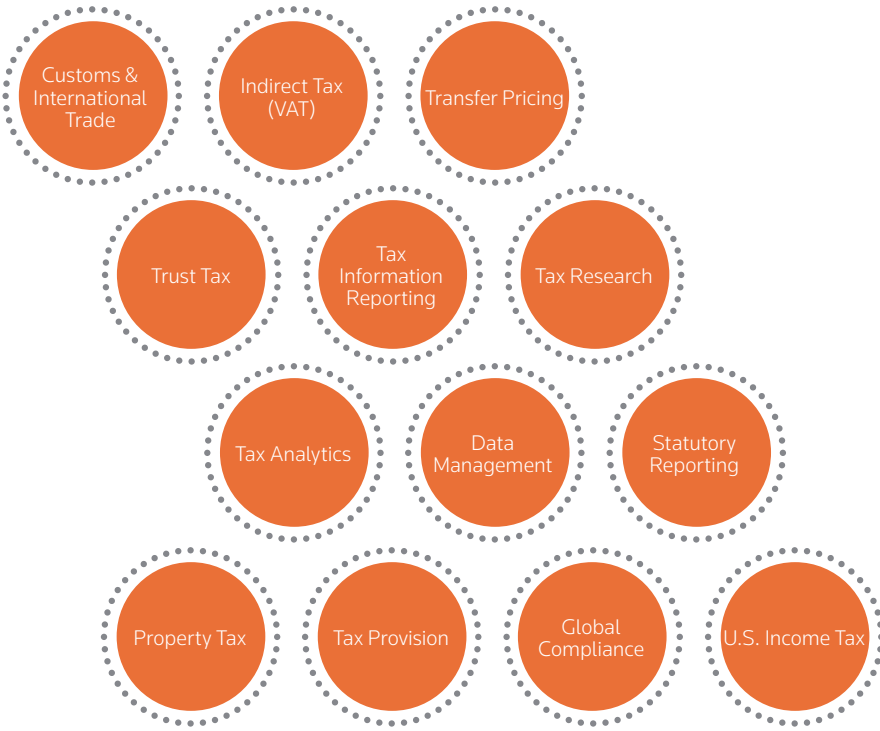 Customs &
International
Trade
Indirect Tax
(VAT)
Transfer Pricing
Trust Tax
Tax
Information
Reporting
Tax Research
Tax Analytics
Data
Management
Statutory
Reporting
Property Tax
Tax Provision
Global
Compliance
U.S. Income Tax